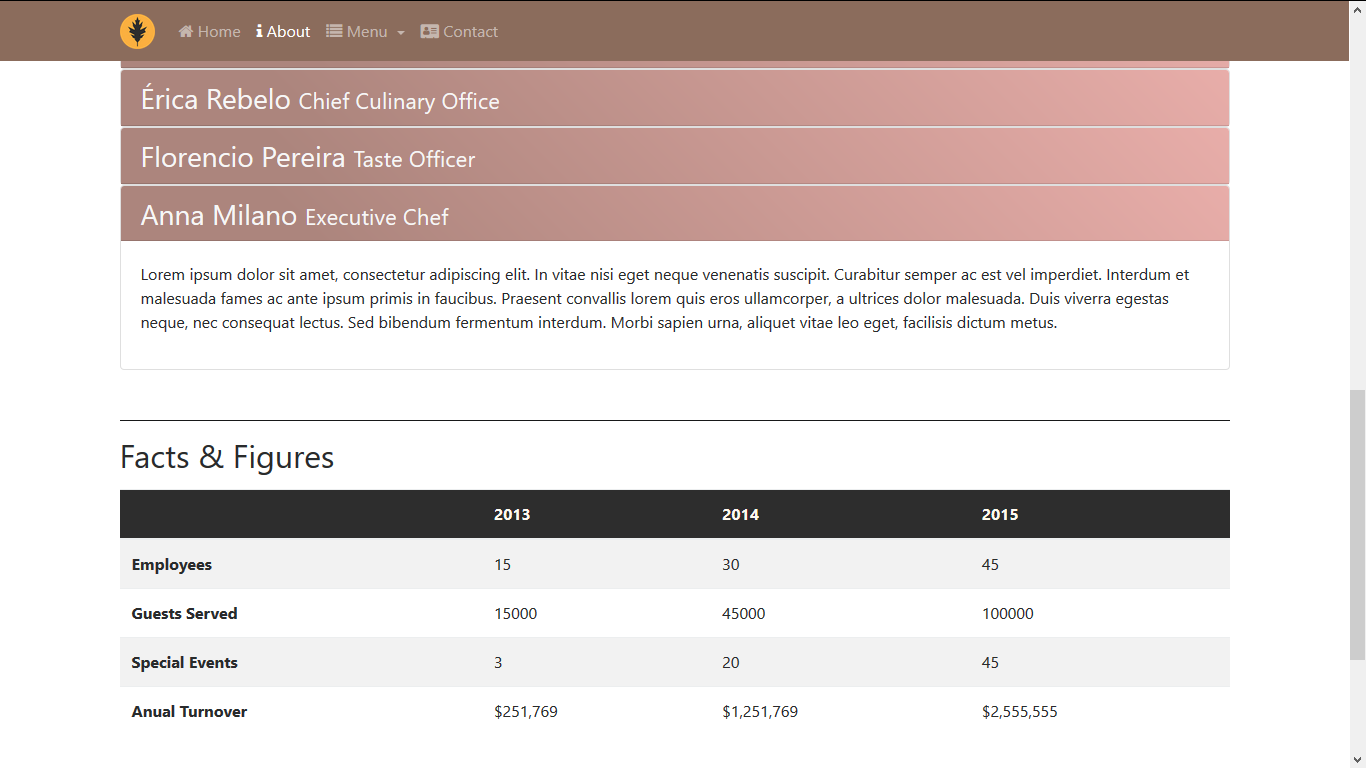 Home About Menu Contact
Érica Rebelo Chief Culinary Office
Florencio Pereira Taste Officer
Anna Milano Executive Chef
Lorem ipsum dolor sit amet, consectetur adipiscing elit. In vitae nisi eget neque venenatis suscipit. Curabitur semper ac est vel imperdiet. Interdum et
malesuada fames ac ante ipsum primis in faucibus. Praesent convallis lorem quis eros ullamcorper, a ultrices dolor malesuada. Duis viverra egestas
neque, nec consequat lectus. Sed bibendum fermentum interdum. Morbi sapien urna, aliquet vitae leo eget, facilisis dictum metus.
Facts & Figures
2013 2014 2015
Employees 15 30 45
Guests Served 15000 45000 100000
Special Events 3 20 45
Anual Turnover $251,769 $1,251,769 $2,555,555